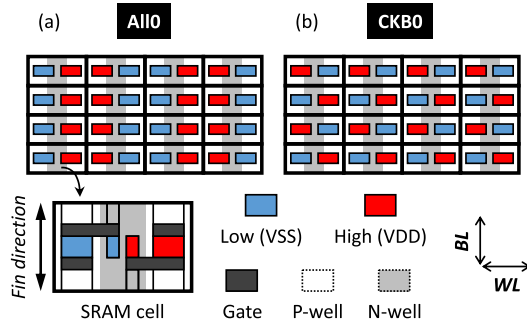 (a) All0 (b) CKB0
Fin direction
Low (VSS) High (VDD)
BL
WL
Gate P-well N-well
SRAM cell